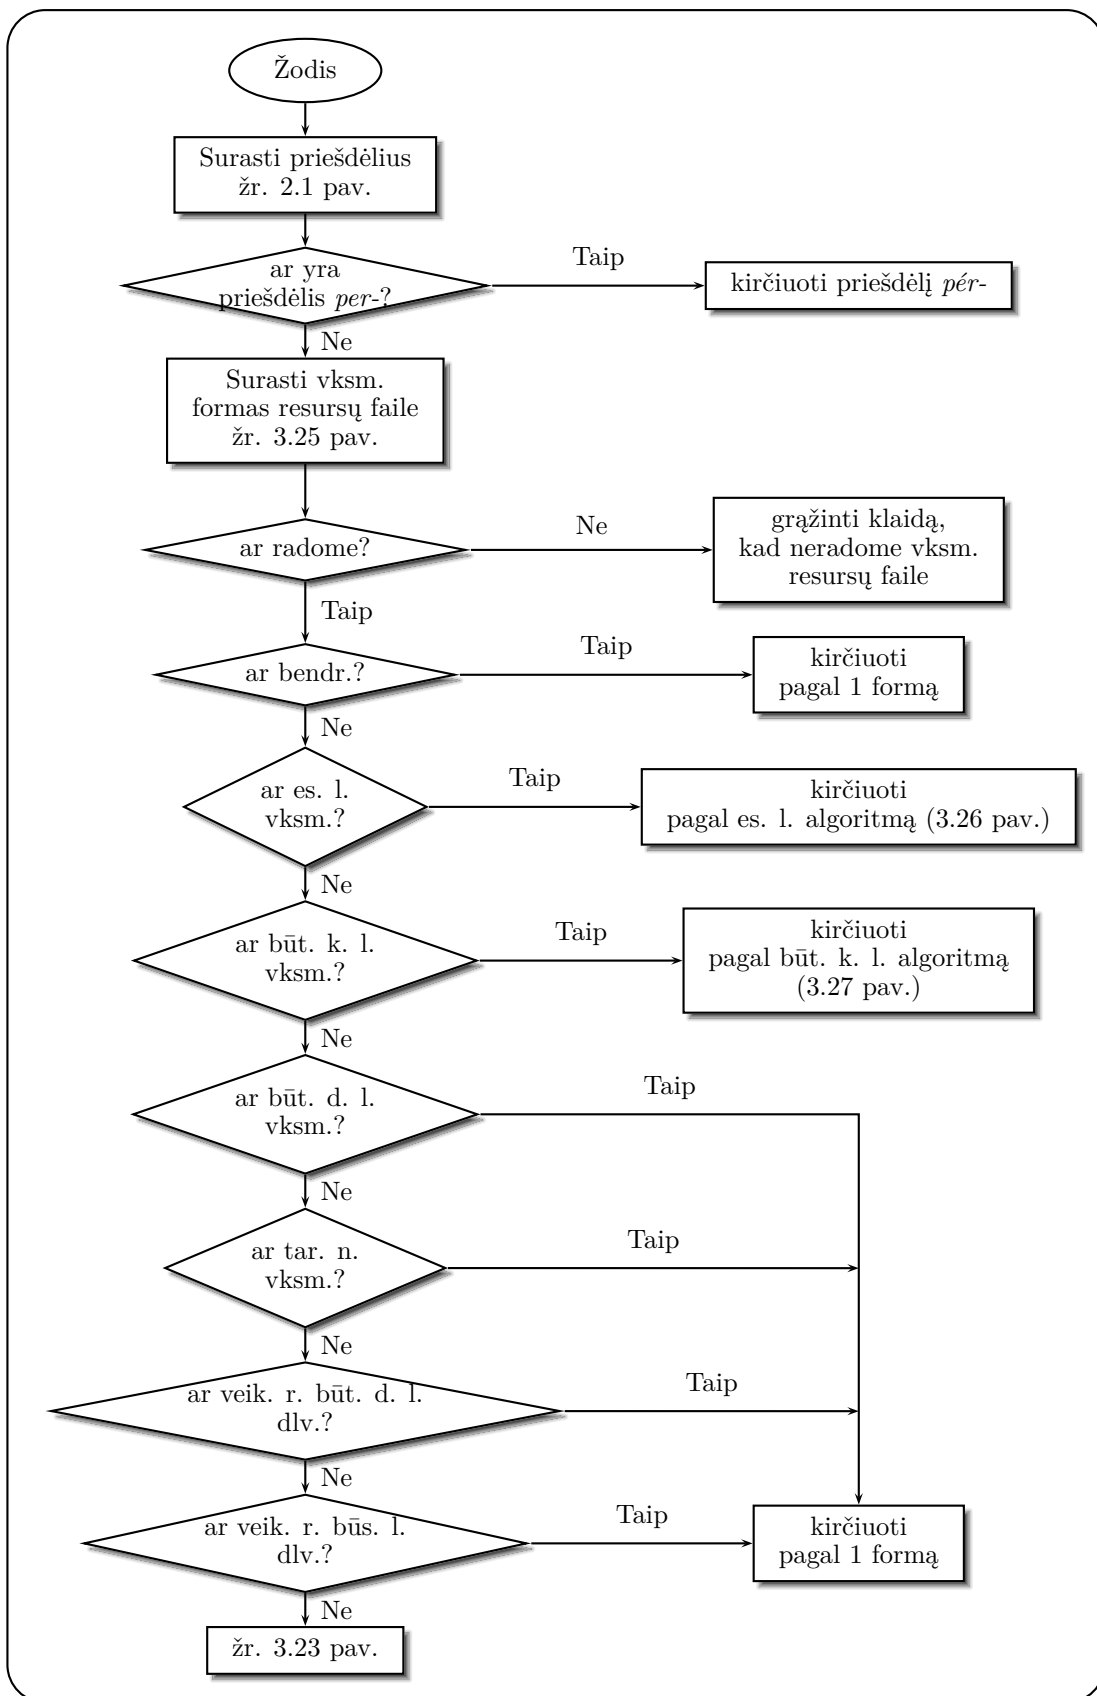 Žodis
Surasti priešdėlius
žr. 2.1 pav.
ar yra
priešdėlis per-?
Taip
kirčiuoti priešdėlį pér-
Ne
Surasti vksm.
formas resursų faile
žr. 3.25 pav.
ar radome?
Ne
grąžinti klaidą,
kad neradome vksm.
resursų faile
Taip
ar bendr.?
Taip
kirčiuoti
pagal 1 formą
Ne
ar es. l.
vksm.?
Taip
kirčiuoti
pagal es. l. algoritmą (3.26 pav.)
Ne
ar būt. k. l.
vksm.?
Taip
kirčiuoti
pagal būt. k. l. algoritmą
(3.27 pav.)
Ne
ar būt. d. l.
vksm.?
Taip
Ne
ar tar. n.
vksm.?
Taip
Ne
ar veik. r. būt. d. l.
dlv.?
Taip
Ne
ar veik. r. būs. l.
dlv.?
Taip
kirčiuoti
pagal 1 formą
Ne
žr. 3.23 pav.